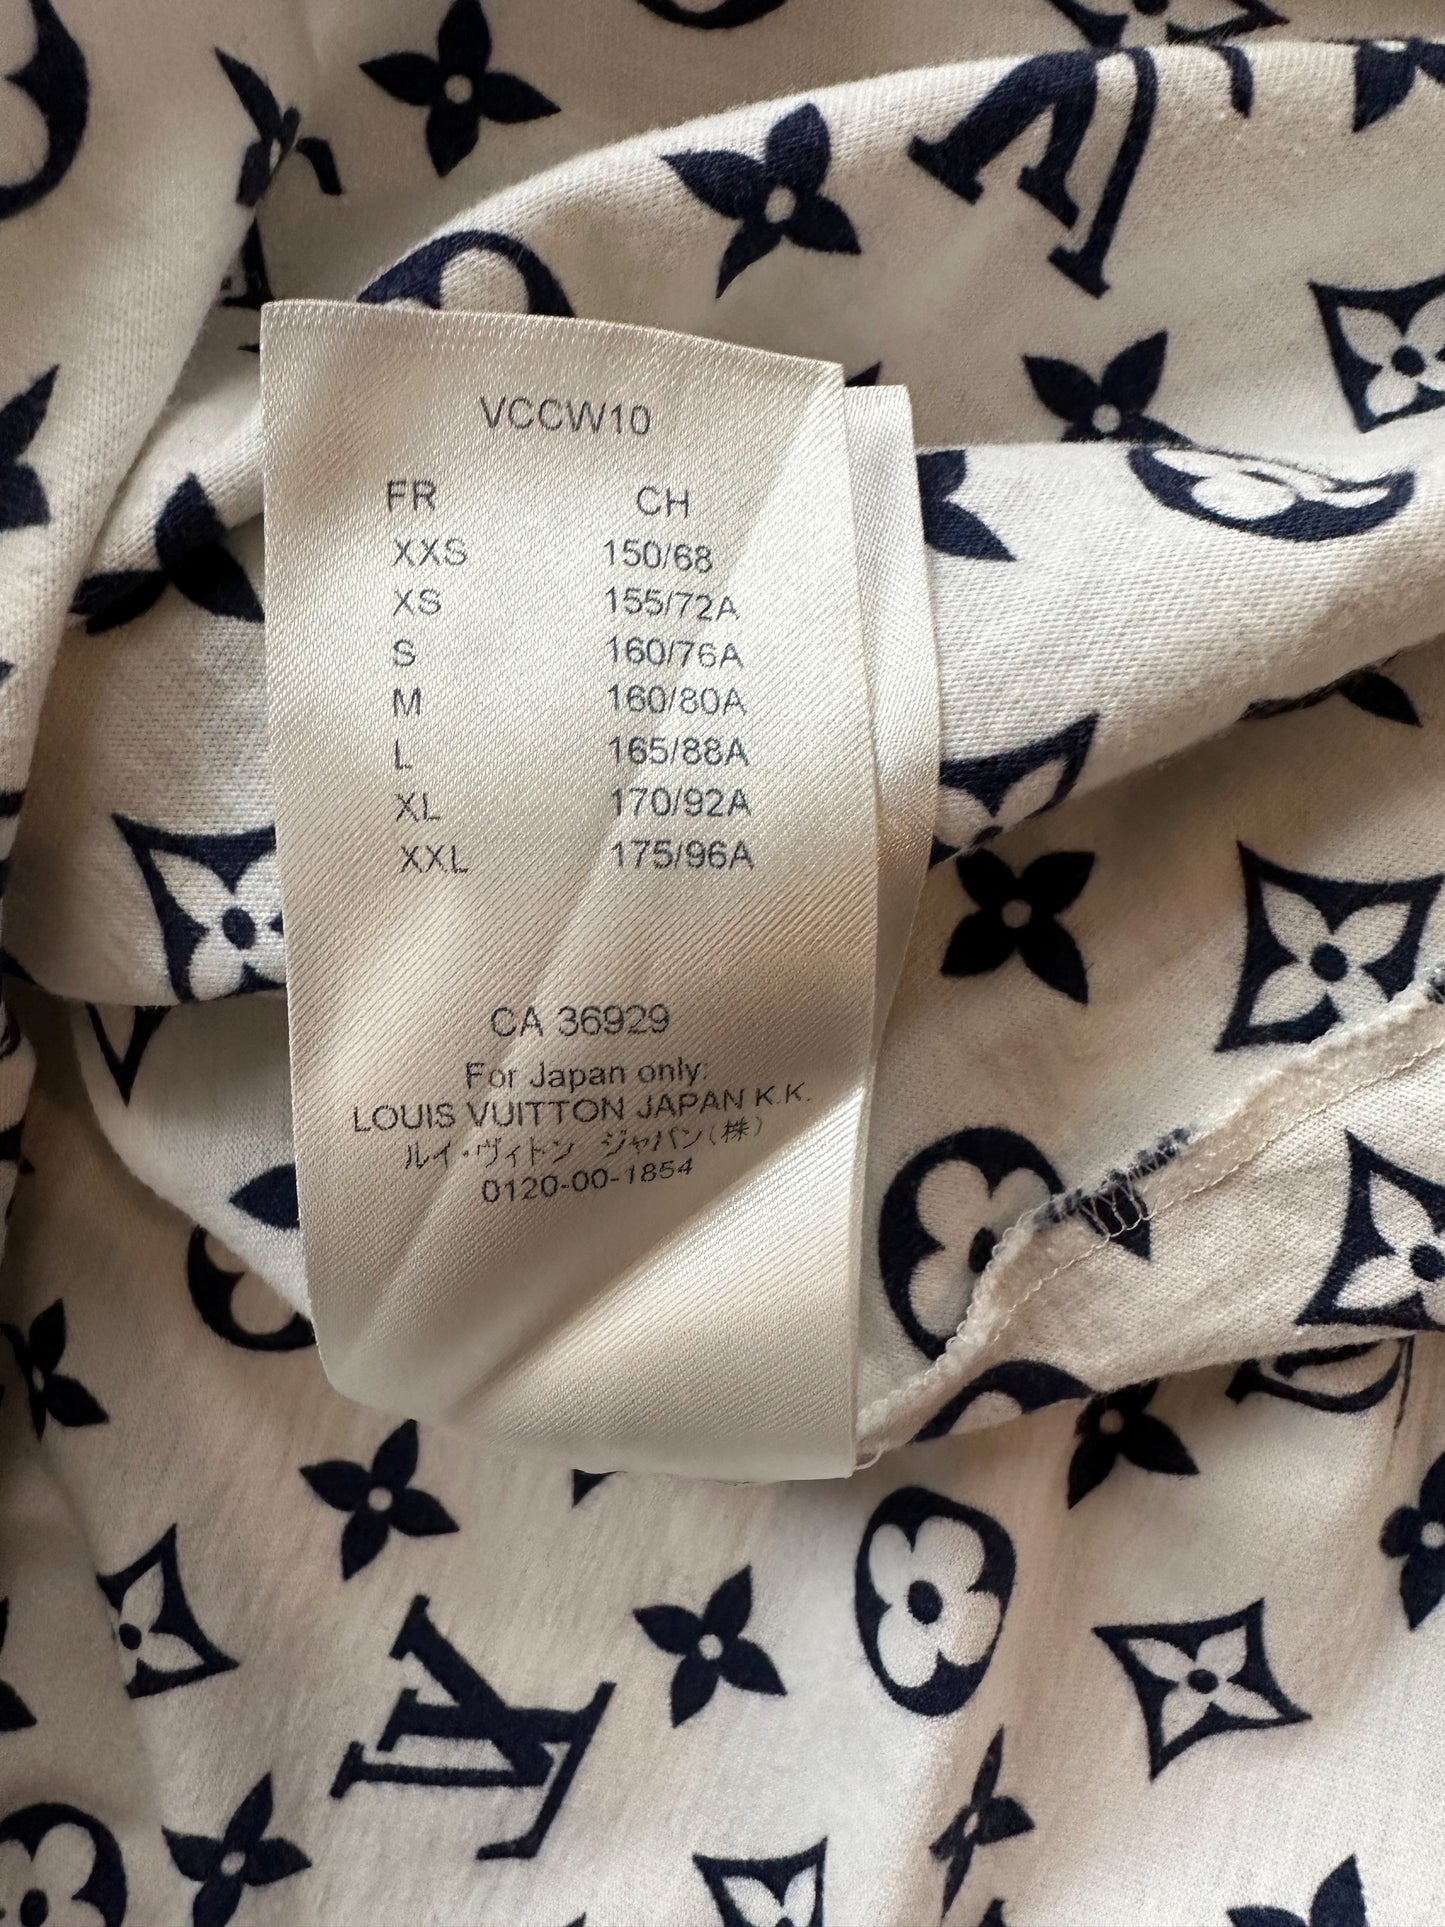 VCCW10
FR CH
XXS 150/68
XS 155/72A
S 160/76A
M 160/80A
L 165/88A
XL 170/92A
XXL 175/96A
CA 36929
For Japan only:
LOUIS VUITTON JAPAN K.K.
ルイ・ヴィトン ジャパン(株)
0120-00-1854